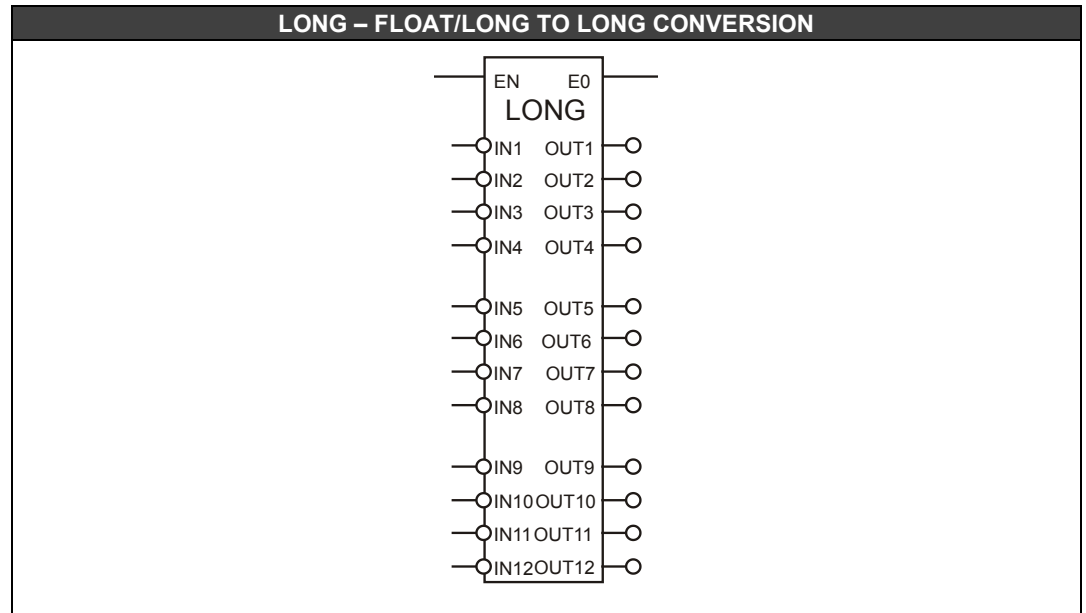 LONG – FLOAT/LONG TO LONG CONVERSION
EN E0
LONG
IN1 OUT1
IN2 OUT2
IN3 OUT3
IN4 OUT4
IN5 OUT5
IN6 OUT6
IN7 OUT7
IN8 OUT8
IN9 OUT9
IN10 OUT10
IN11 OUT11
IN12 OUT12